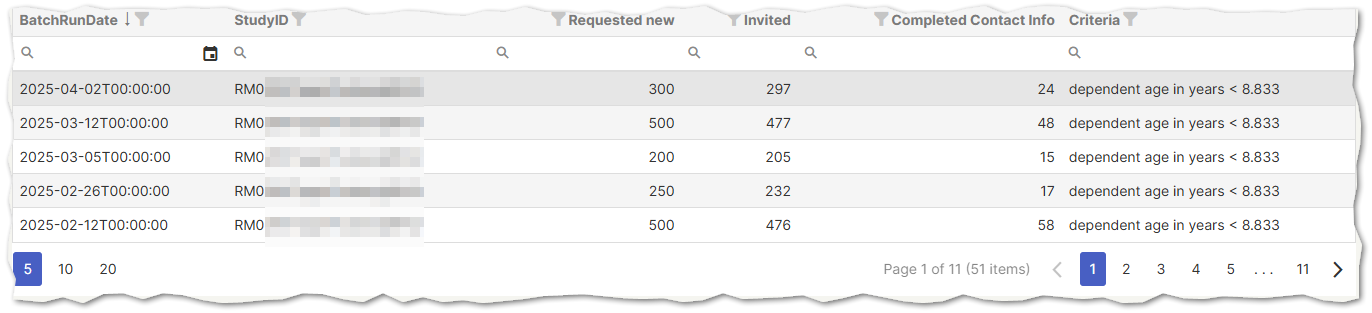 BatchRunDate ↓ StudyID Requested new Invited Completed Contact Info Criteria
2025-04-02T00:00:00 RM0 300 297 24 dependent age in years < 8.833
2025-03-12T00:00:00 RM0 500 477 48 dependent age in years < 8.833
2025-03-05T00:00:00 RM0 200 205 15 dependent age in years < 8.833
2025-02-26T00:00:00 RM0 250 232 17 dependent age in years < 8.833
2025-02-12T00:00:00 RM0 500 476 58 dependent age in years < 8.833
5 10 20 Page 1 of 11 (51 items) 1 2 3 4 5 ... 11